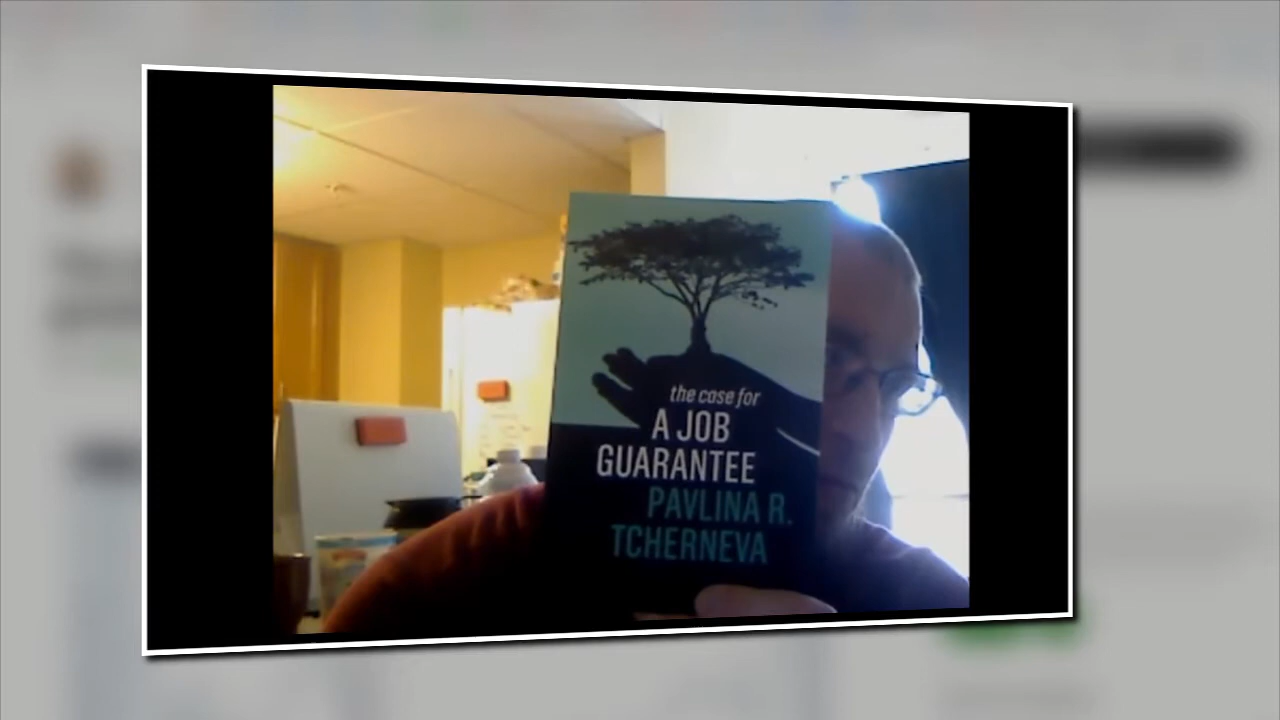 the case for
A JOB
GUARANTEE
PAVLINA R.
TCHERNEVA